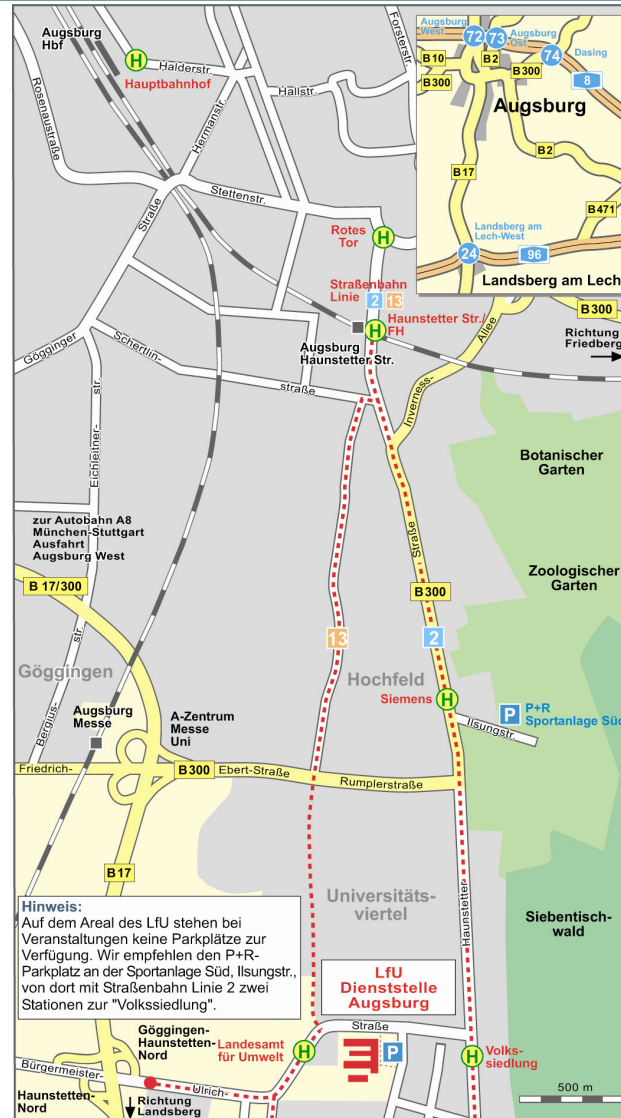 Augsburg
Hbf
H
Halderstr.
Hauptbahnhof
Forsterstr.
Hallstr.
Rosenaustraße
Hermanstr.
Stettenstr.
Straße
Rotes
Tor
H
Straßenbahn
Linie
2
13
Haunstetter Str./
FH
H
Augsburg
Haunstetter Str.
Augsburg
West
72
73
Augsburg
Ost
74
Dasing
B10
B2
B300
B300
8
Augsburg
B2
B17
B471
Landsberg am
Lech-West
24
96
Landsberg am Lech
B300
Richtung
Friedberg
Allee
Inverness-
Gögginger
Schertlin-
straße
Eichleitner-
str.
Botanischer
Garten
zur Autobahn A8
München-Stuttgart
Ausfahrt
Augsburg West
B 17/300
Straße
Zoologischer
Garten
B300
13
2
Göggingen
Hochfeld
str.
Bergius-
Siemens
H
P
P+R
Sportanlage Süd
Ilsungstr.
Augsburg
Messe
A-Zentrum
Messe
Uni
Friedrich-
B300
Ebert-Straße
Rumplerstraße
B17
Universitäts-
viertel
Haunstetter
Siebentisch-
wald
Hinweis:
Auf dem Areal des LfU stehen bei
Veranstaltungen keine Parkplätze zur
Verfügung. Wir empfehlen den P+R-
Parkplatz an der Sportanlage Süd, Ilsungstr.,
von dort mit Straßenbahn Linie 2 zwei
Stationen zur "Volkssiedlung".
LfU
Dienststelle
Augsburg
Göggingen-
Haunstetten-
Nord
Landesamt
für Umwelt
H
Straße
P
H
Volks-
siedlung
Bürgermeister-
Ulrich-
Haunstetten-
Nord
Richtung
Landsberg
500 m